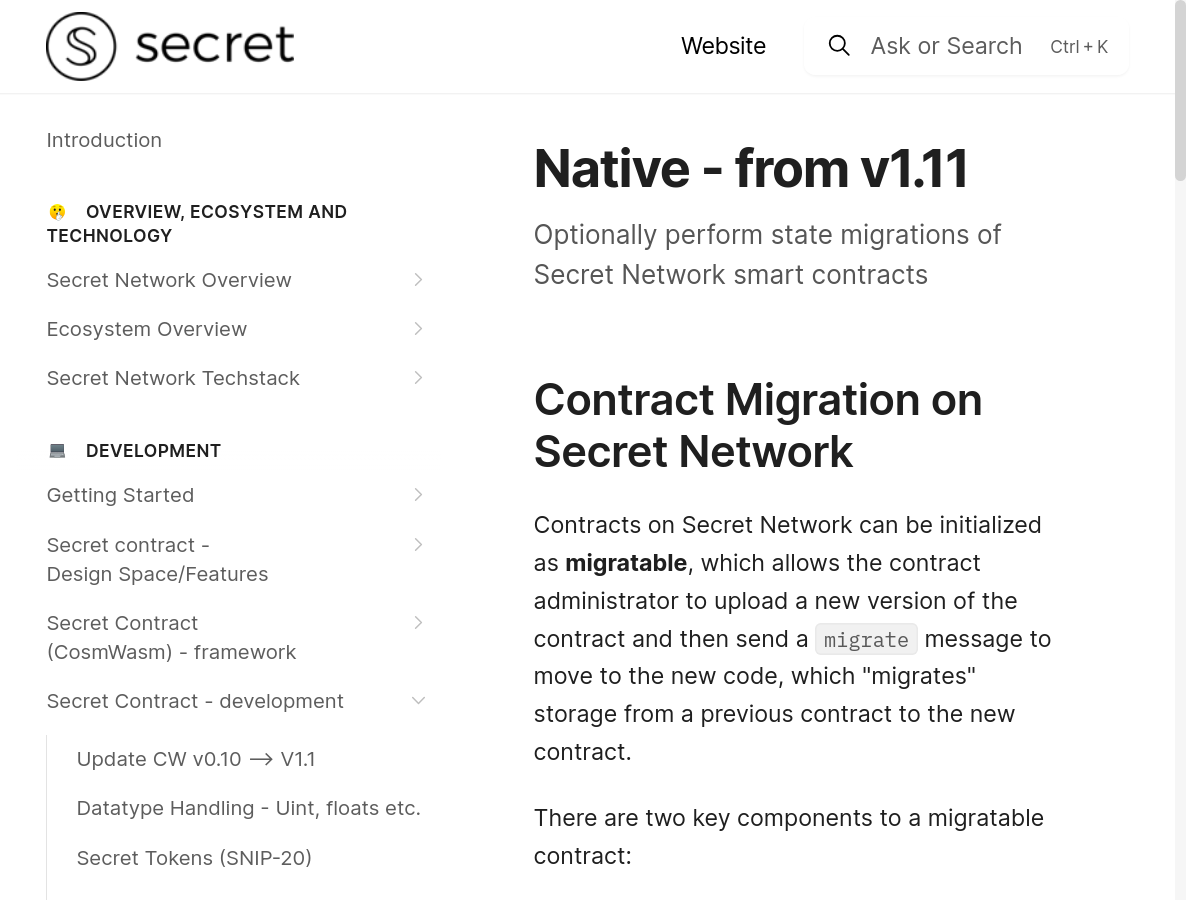 secret
Website
Ask or Search
Ctrl + K
Introduction
OVERVIEW, ECOSYSTEM AND
TECHNOLOGY
Secret Network Overview
Ecosystem Overview
Secret Network Techstack
DEVELOPMENT
Getting Started
Secret contract -
Design Space/Features
Secret Contract
(CosmWasm) - framework
Secret Contract - development
Update CW v0.10 → V1.1
Datatype Handling - Uint, floats etc.
Secret Tokens (SNIP-20)
Native - from v1.11
Optionally perform state migrations of
Secret Network smart contracts
Contract Migration on
Secret Network
Contracts on Secret Network can be initialized
as migratable, which allows the contract
administrator to upload a new version of the
contract and then send a migrate message to
move to the new code, which "migrates"
storage from a previous contract to the new
contract.
There are two key components to a migratable
contract: